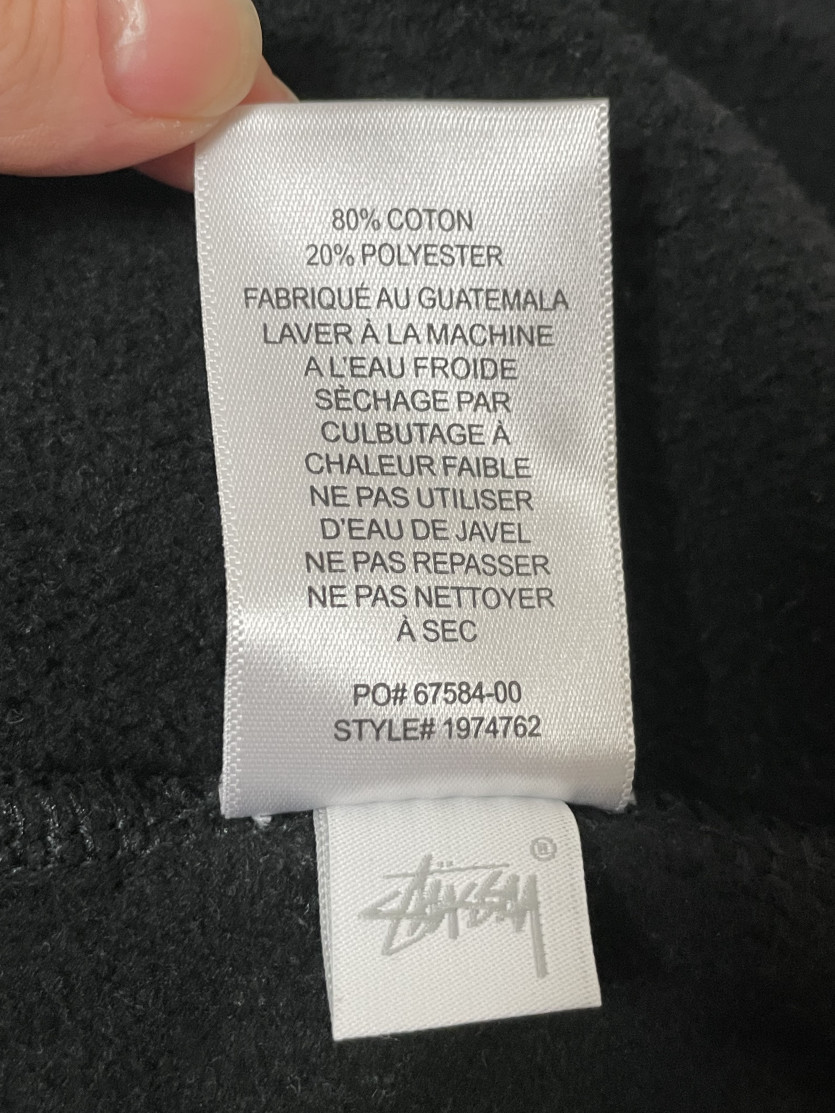 80% COTON
20% POLYESTER
FABRIQUÉ AU GUATEMALA
LAVER À LA MACHINE
A L'EAU FROIDE
SÈCHAGE PAR
CULBUTAGE À
CHALEUR FAIBLE
NE PAS UTILISER
D'EAU DE JAVEL
NE PAS REPASSER
NE PAS NETTOYER
À SEC
PO# 67584-00
STYLE# 1974762
STÜSSY ®